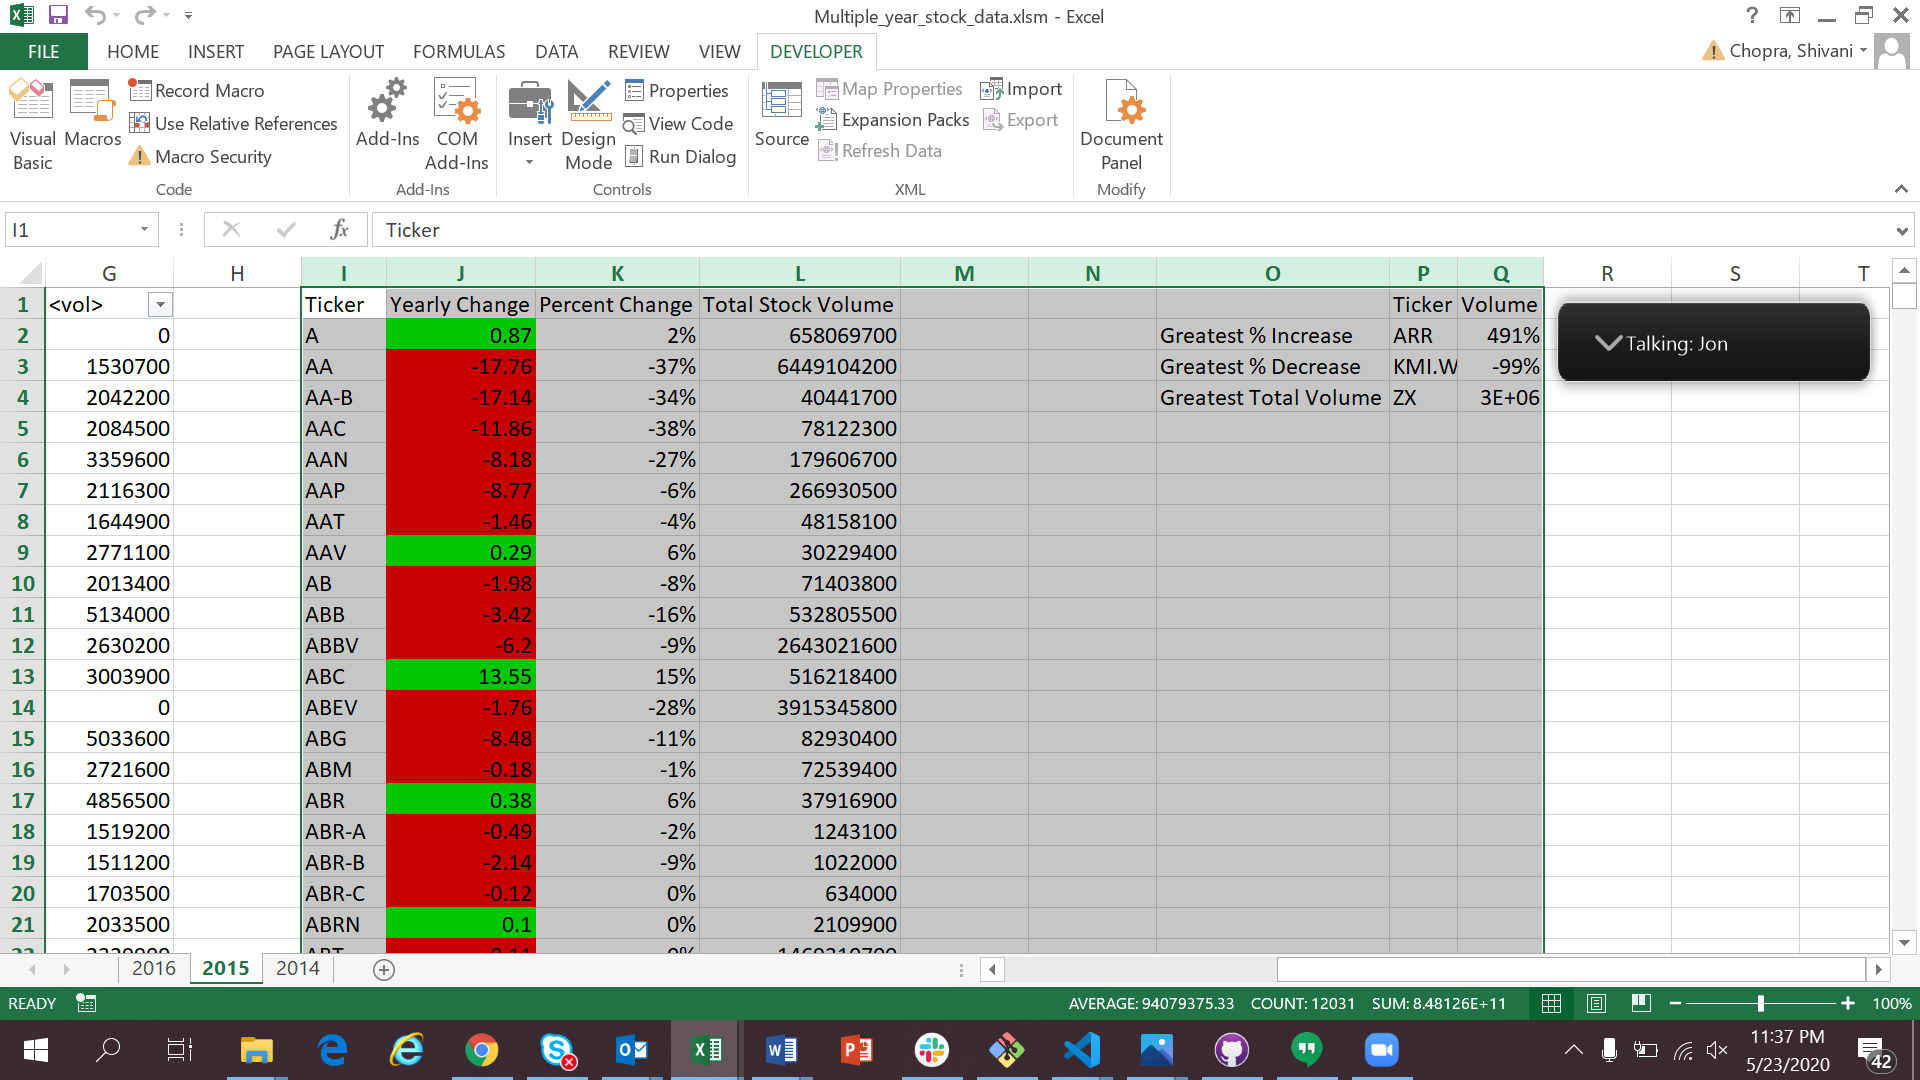 Multiple_year_stock_data.xlsm - Excel
FILE HOME INSERT PAGE LAYOUT FORMULAS DATA REVIEW VIEW DEVELOPER Chopra, Shivani
Visual Basic Macros Record Macro Use Relative References Macro Security Code
Add-Ins COM Add-Ins Add-Ins
Insert Design Mode Properties View Code Run Dialog Controls
Source Map Properties Expansion Packs Refresh Data Import Export XML
Document Panel Modify
I1 fx Ticker
G H I J K L M N O P Q R S T
1 <vol> Ticker Yearly Change Percent Change Total Stock Volume Ticker Volume
2 0 A 0.87 2% 658069700 Greatest % Increase ARR 491%
Talking: Jon
3 1530700 AA -17.76 -37% 6449104200 Greatest % Decrease KMI.W -99%
4 2042200 AA-B -17.14 -34% 40441700 Greatest Total Volume ZX 3E+06
5 2084500 AAC -11.86 -38% 78122300
6 3359600 AAN -8.18 -27% 179606700
7 2116300 AAP -8.77 -6% 266930500
8 1644900 AAT -1.46 -4% 48158100
9 2771100 AAV 0.29 6% 30229400
10 2013400 AB -1.98 -8% 71403800
11 5134000 ABB -3.42 -16% 532805500
12 2630200 ABBV -6.2 -9% 2643021600
13 3003900 ABC 13.55 15% 516218400
14 0 ABEV -1.76 -28% 3915345800
15 5033600 ABG -8.48 -11% 82930400
16 2721600 ABM -0.18 -1% 72539400
17 4856500 ABR 0.38 6% 37916900
18 1519200 ABR-A -0.49 -2% 1243100
19 1511200 ABR-B -2.14 -9% 1022000
20 1703500 ABR-C -0.12 0% 634000
21 2033500 ABRN 0.1 0% 2109900
2016 2015 2014
READY AVERAGE: 94079375.33 COUNT: 12031 SUM: 8.48126E+11 100%
11:37 PM
5/23/2020
42